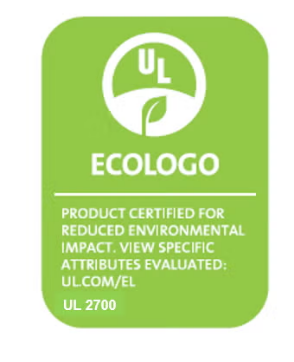 UL
ECOLOGO
PRODUCT CERTIFIED FOR
REDUCED ENVIRONMENTAL
IMPACT. VIEW SPECIFIC
ATTRIBUTES EVALUATED:
UL.COM/EL
UL 2700